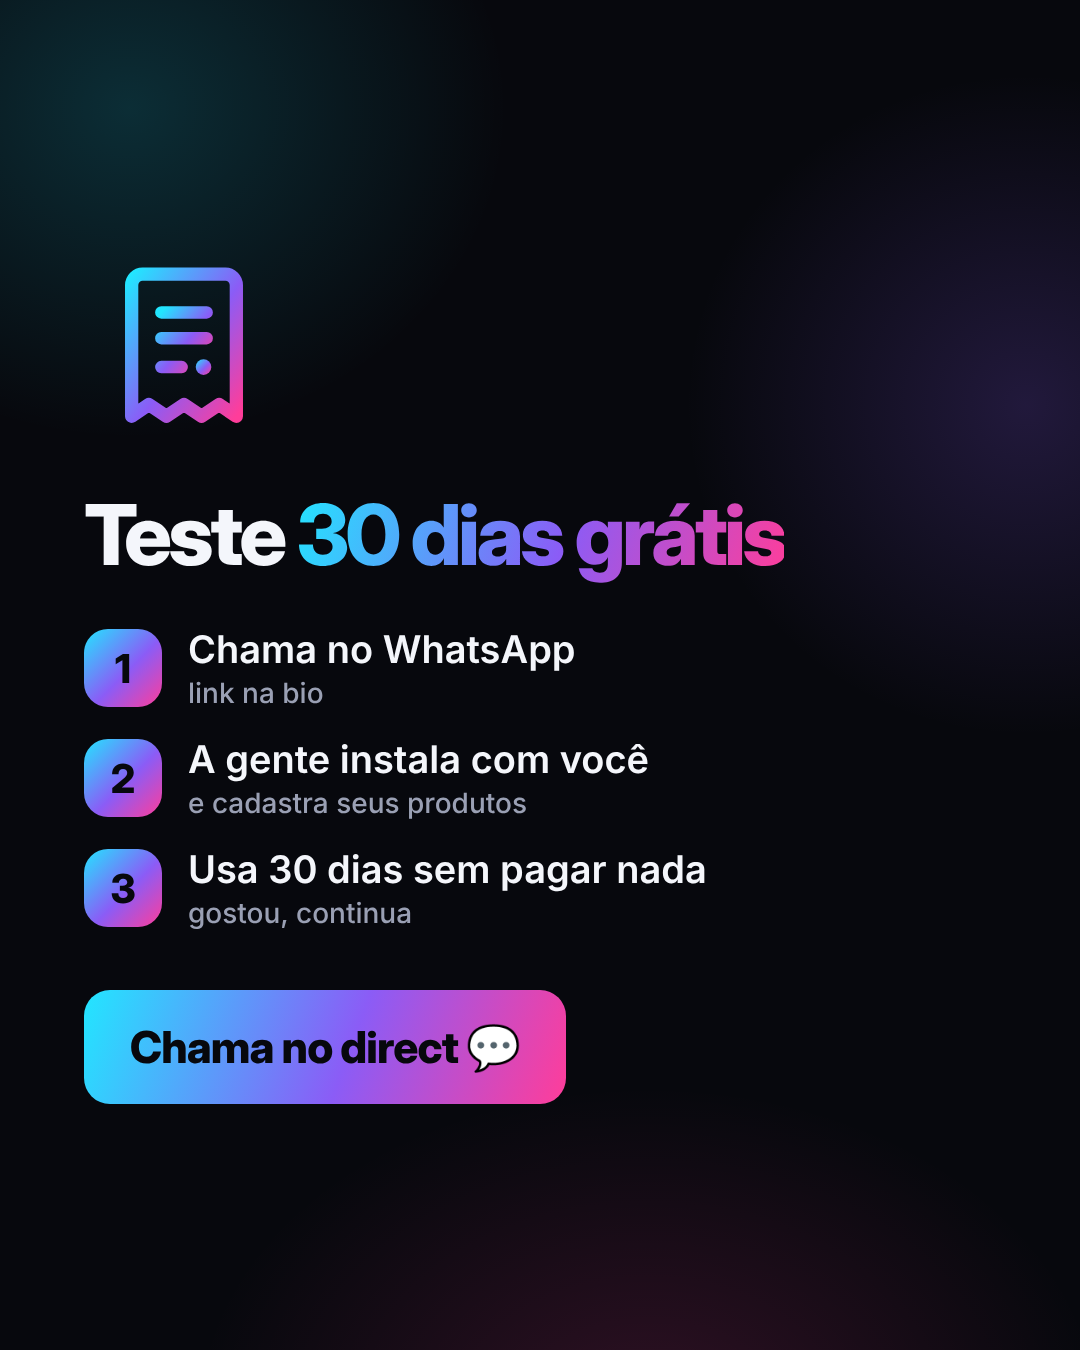 Teste 30 dias grátis
1 Chama no WhatsApp
link na bio
2 A gente instala com você
e cadastra seus produtos
3 Usa 30 dias sem pagar nada
gostou, continua
Chama no direct 💬